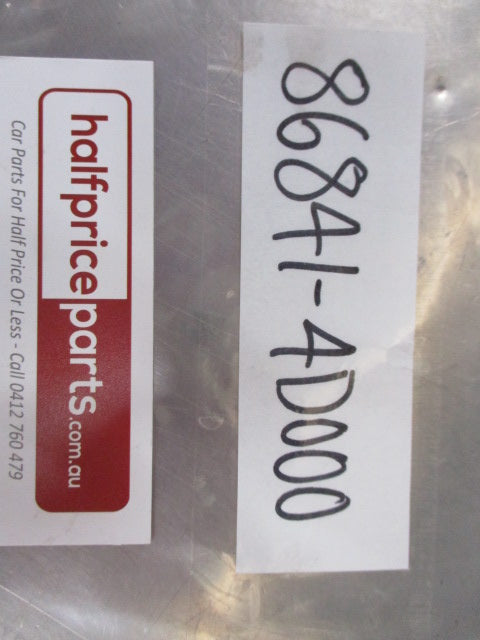 86841-4D000
halfpriceparts.com.au
Car Parts For Half Price Or Less - Call 0412 760 479